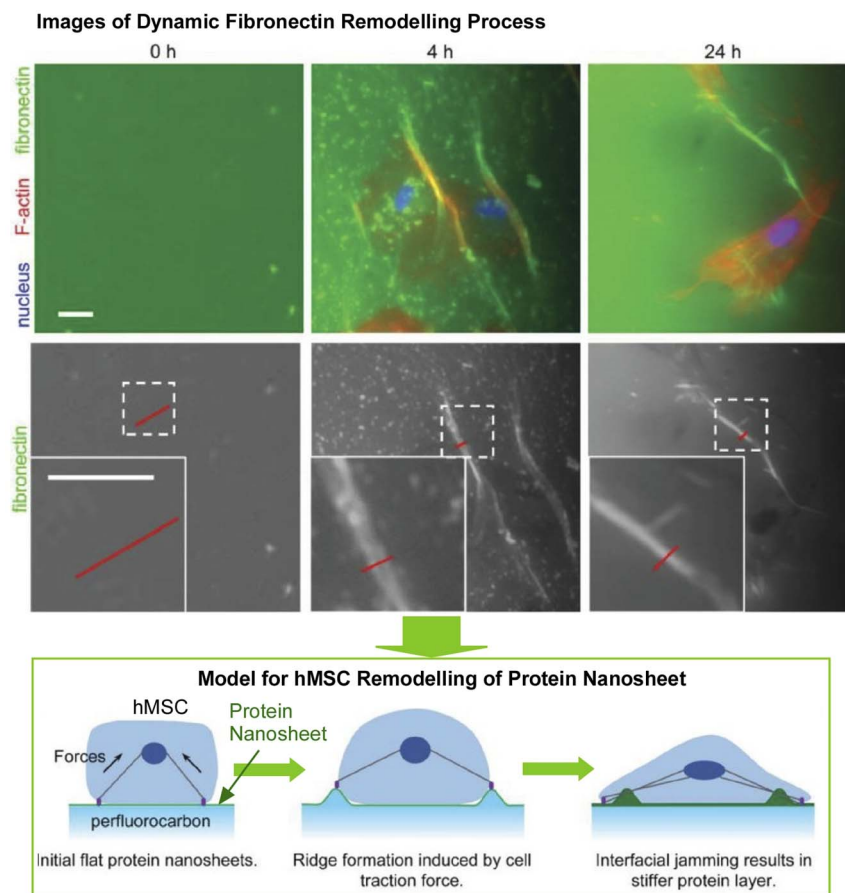 Images of Dynamic Fibronectin Remodelling Process
0 h
4 h
24 h
nucleus F-actin fibronectin
fibronectin
Model for hMSC Remodelling of Protein Nanosheet
hMSC
Protein
Nanosheet
Forces
perfluorocarbon
Initial flat protein nanosheets.
Ridge formation induced by cell
traction force.
Interfacial jamming results in
stiffer protein layer.